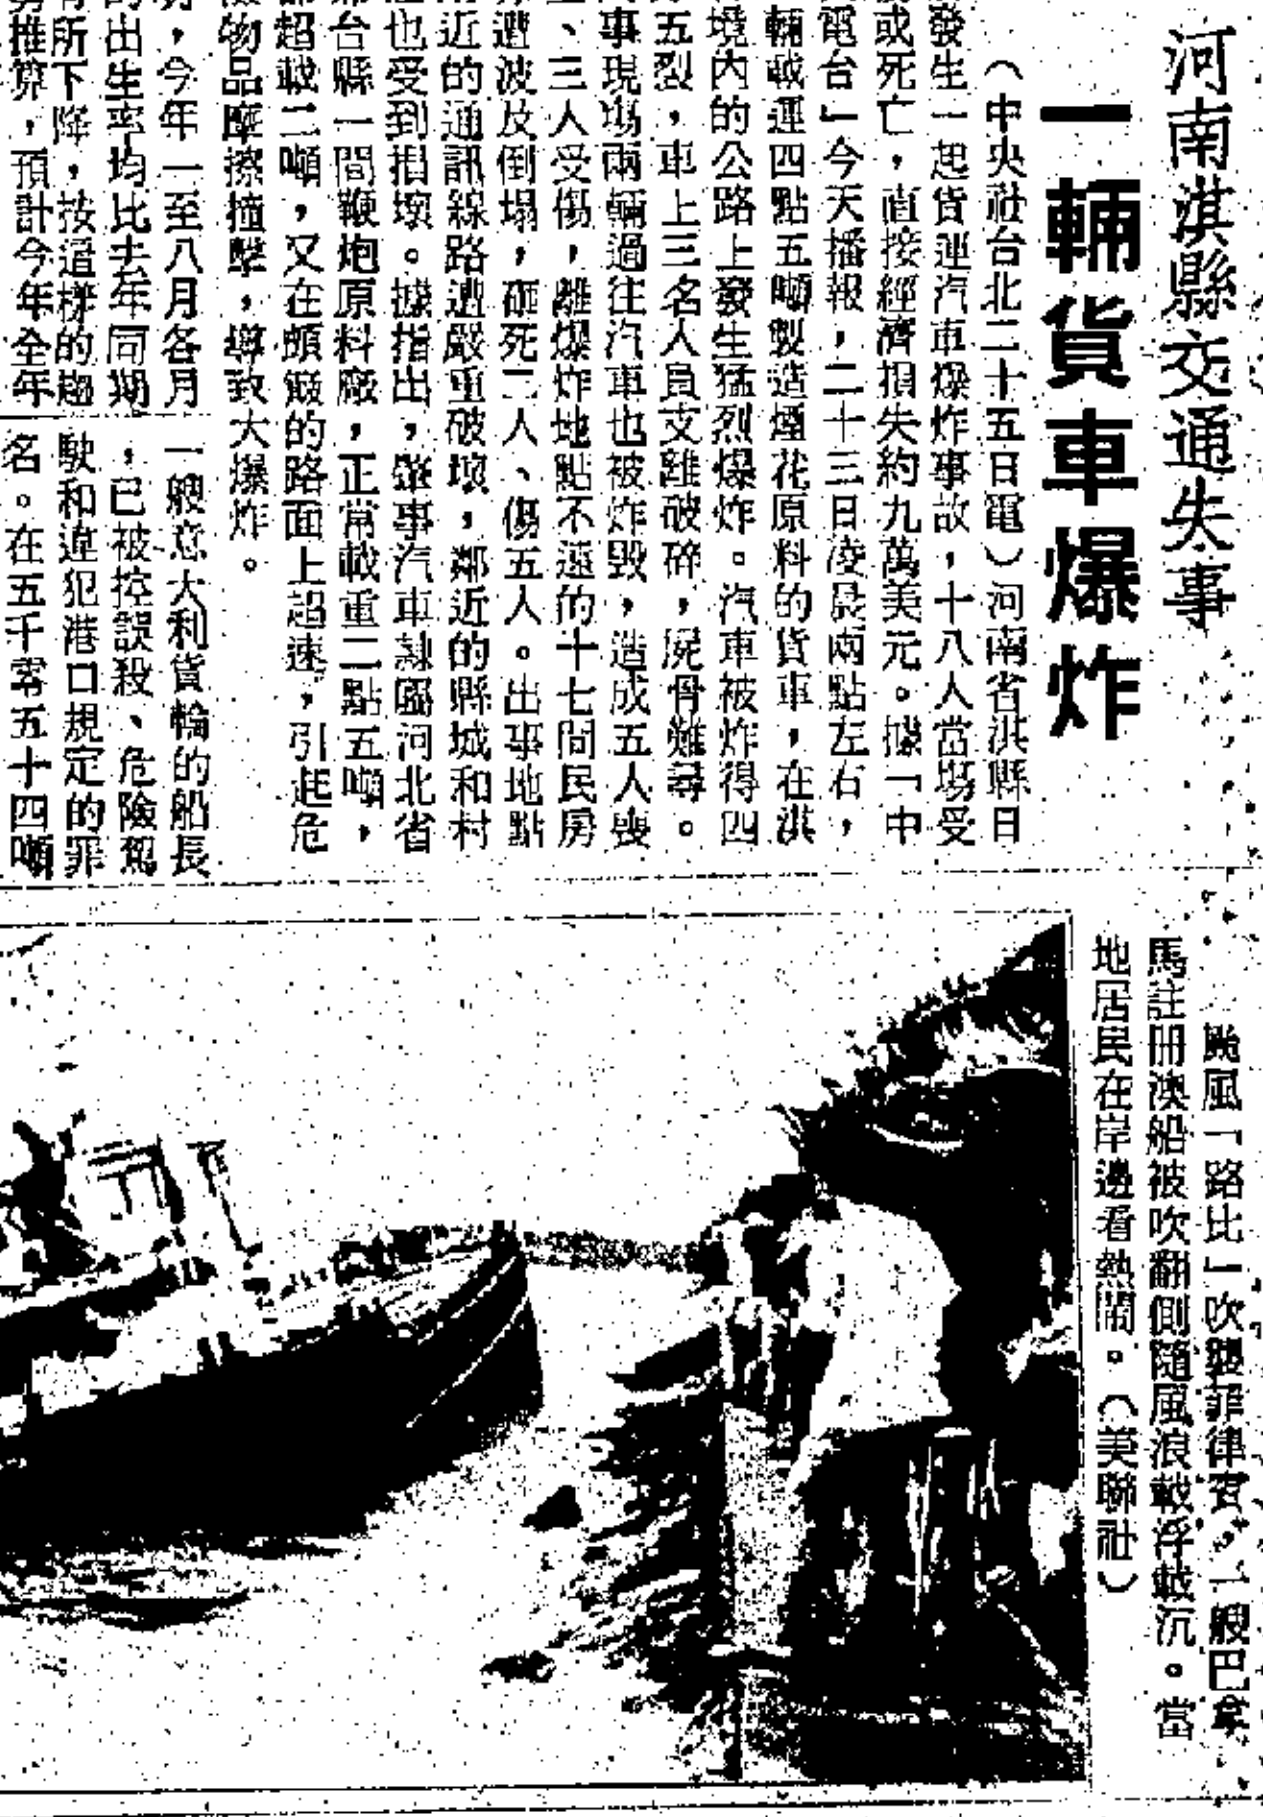 河南淇縣交通失事
一輛貨車爆炸
（中央社台北二十五日電）河南省淇縣日
發生一起貨運汽車爆炸事故，十八人當場受
或死亡，直接經濟損失約九萬美元。據「中
電台」今天播報，二十三日凌晨兩點左右，
輛載運四點五噸製造煙花原料的貨車，在淇
境內的公路上發生猛烈爆炸。汽車被炸得四
五裂，車上三名人員支離破碎，屍骨難尋。
事現場兩輛過往汽車也被炸毀，造成五人喪
、三人受傷，離爆炸地點不遠的十七間民房
遭波及倒塌，砸死二人、傷五人。出事地點
近的通訊線路遭嚴重破壞，鄰近的縣城和村
也受到損壞。據指出，肇事汽車隸屬河北省
台縣一間鞭炮原料廠，正常載重二點五噸，
超載二噸，又在頗簸的路面上超速，引起危
物品摩擦撞擊，導致大爆炸。
，今年一至八月各月
的出生率均比去年同期
有所下降，按這樣的趨
推算，預計今年全年
一艘意大利貨輪的船長
，已被控誤殺、危險駕
駛和違犯港口規定的罪
名。在五千零五十四噸
颱風「路比」吹襲菲律賓，一艘巴拿
馬註冊澳船被吹翻側隨風浪載浮載沉。當
地居民在岸邊看熱鬧。（美聯社）